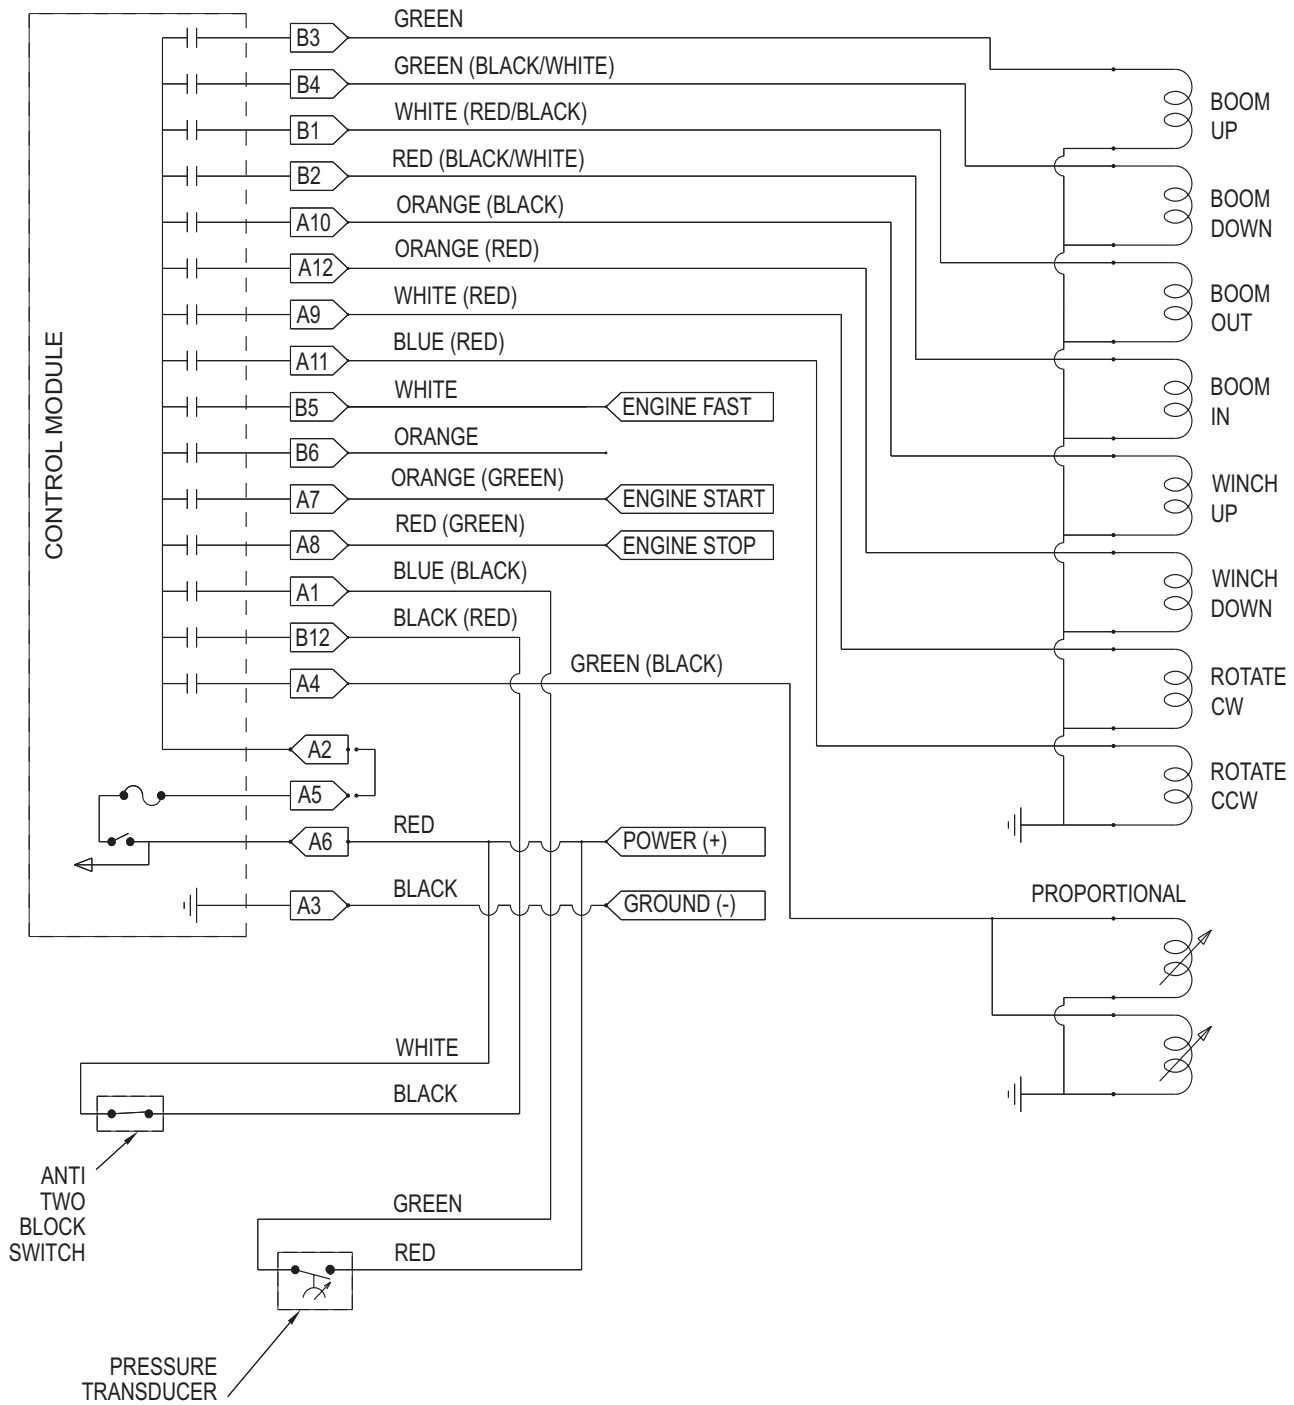 GREEN
B3
GREEN (BLACK/WHITE)
B4
BOOM
UP
WHITE (RED/BLACK)
B1
RED (BLACK/WHITE)
B2
ORANGE (BLACK)
A10
BOOM
DOWN
ORANGE (RED)
A12
WHITE (RED)
A9
BOOM
OUT
BLUE (RED)
A11
WHITE
B5
ENGINE FAST
BOOM
IN
ORANGE
B6
ORANGE (GREEN)
A7
ENGINE START
WINCH
UP
RED (GREEN)
A8
ENGINE STOP
CONTROL MODULE
BLUE (BLACK)
A1
WINCH
DOWN
BLACK (RED)
B12
GREEN (BLACK)
A4
ROTATE
CW
A2
A5
ROTATE
CCW
RED
A6
POWER (+)
BLACK
A3
GROUND (-)
PROPORTIONAL
WHITE
BLACK
ANTI
TWO
BLOCK
SWITCH
GREEN
RED
PRESSURE
TRANSDUCER